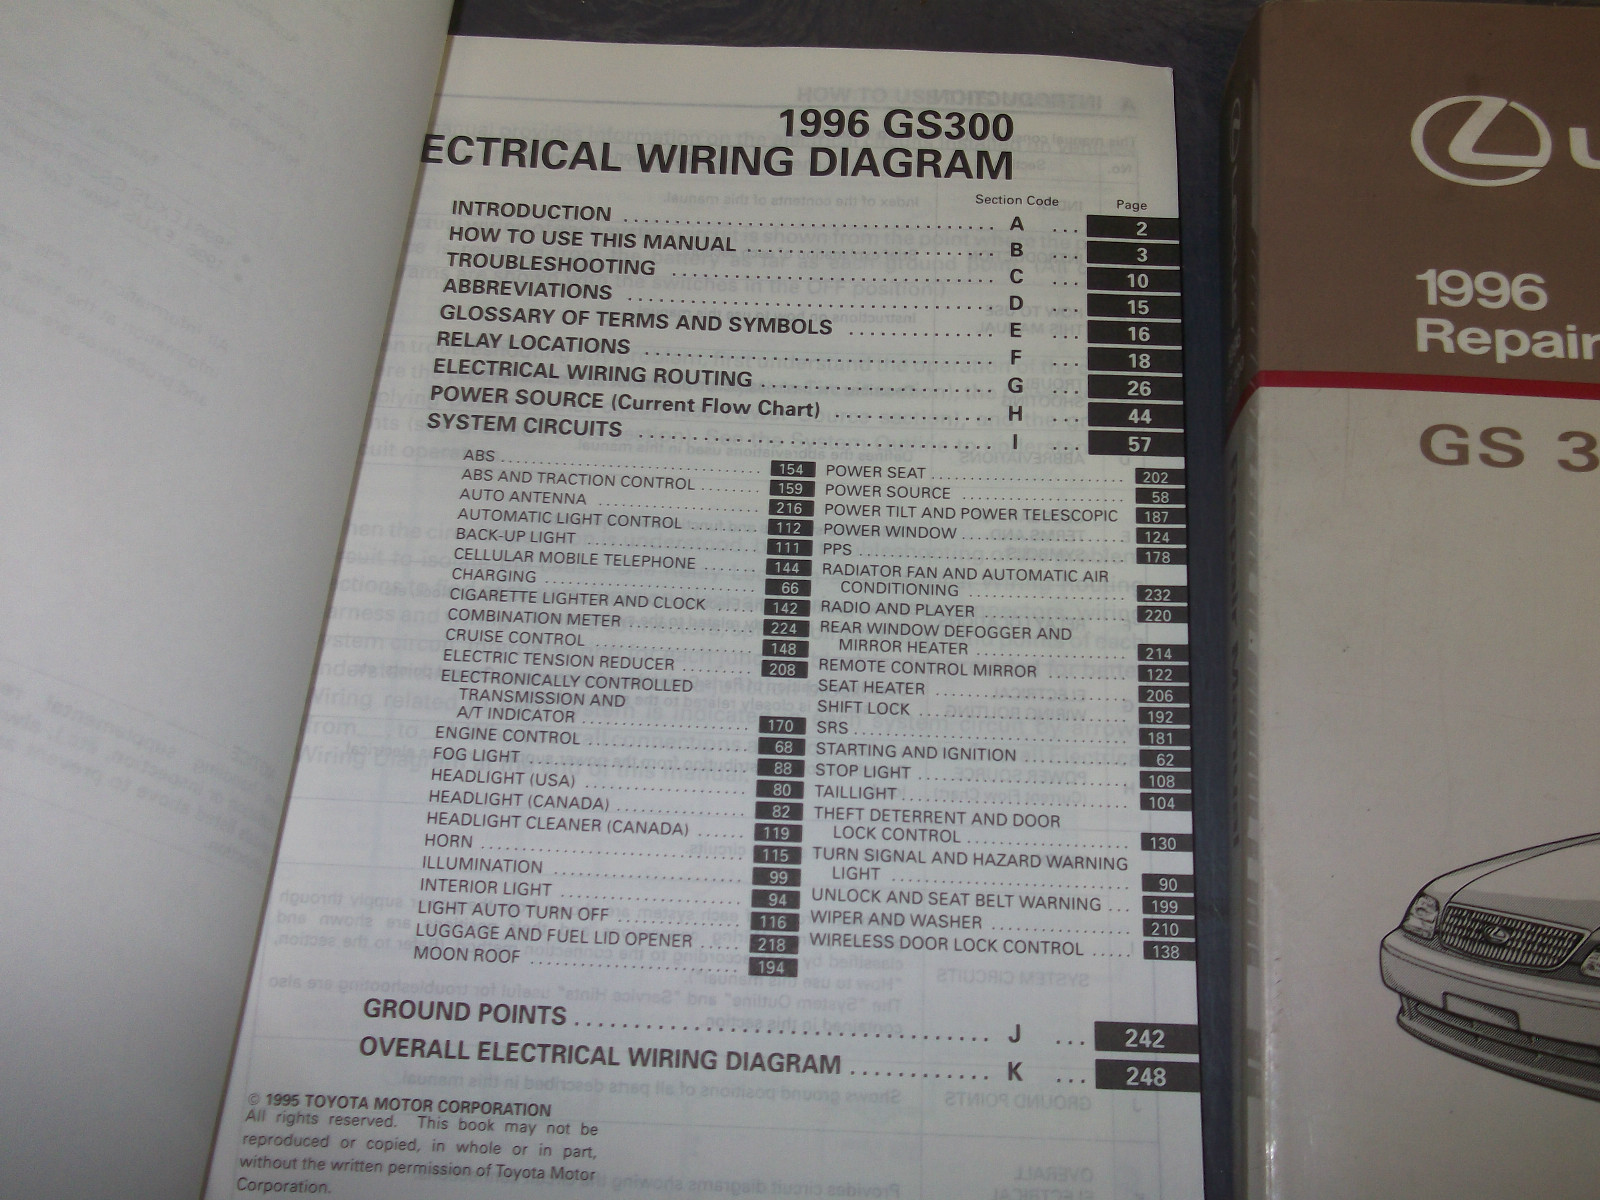 1996 GS300
ECTRICAL WIRING DIAGRAM
Section Code Page
INTRODUCTION A 2
HOW TO USE THIS MANUAL B 3
TROUBLESHOOTING C 10
ABBREVIATIONS D 15
GLOSSARY OF TERMS AND SYMBOLS E 16
RELAY LOCATIONS F 18
ELECTRICAL WIRING ROUTING G 26
POWER SOURCE (Current Flow Chart) H 44
SYSTEM CIRCUITS I 57
ABS 154
ABS AND TRACTION CONTROL 159
AUTO ANTENNA 216
AUTOMATIC LIGHT CONTROL 112
BACK-UP LIGHT 111
CELLULAR MOBILE TELEPHONE 144
CHARGING 66
CIGARETTE LIGHTER AND CLOCK 142
COMBINATION METER 224
CRUISE CONTROL 148
ELECTRIC TENSION REDUCER 208
ELECTRONICALLY CONTROLLED
TRANSMISSION AND
A/T INDICATOR 170
ENGINE CONTROL 68
FOG LIGHT 88
HEADLIGHT (USA) 80
HEADLIGHT (CANADA) 82
HEADLIGHT CLEANER (CANADA) 119
HORN 115
ILLUMINATION 99
INTERIOR LIGHT 94
LIGHT AUTO TURN OFF 116
LUGGAGE AND FUEL LID OPENER 218
MOON ROOF 194
POWER SEAT 202
POWER SOURCE 58
POWER TILT AND POWER TELESCOPIC 187
POWER WINDOW 124
PPS 178
RADIATOR FAN AND AUTOMATIC AIR
CONDITIONING 232
RADIO AND PLAYER 220
REAR WINDOW DEFOGGER AND
MIRROR HEATER 214
REMOTE CONTROL MIRROR 122
SEAT HEATER 206
SHIFT LOCK 192
SRS 181
STARTING AND IGNITION 62
STOP LIGHT 108
TAILLIGHT 104
THEFT DETERRENT AND DOOR
LOCK CONTROL 130
TURN SIGNAL AND HAZARD WARNING
LIGHT 90
UNLOCK AND SEAT BELT WARNING 199
WIPER AND WASHER 210
WIRELESS DOOR LOCK CONTROL 138
GROUND POINTS J 242
OVERALL ELECTRICAL WIRING DIAGRAM K 248
© 1995 TOYOTA MOTOR CORPORATION
All rights reserved. This book may not be
reproduced or copied, in whole or in part,
without the written permission of Toyota Motor
Corporation.
1996
Repair
GS 3